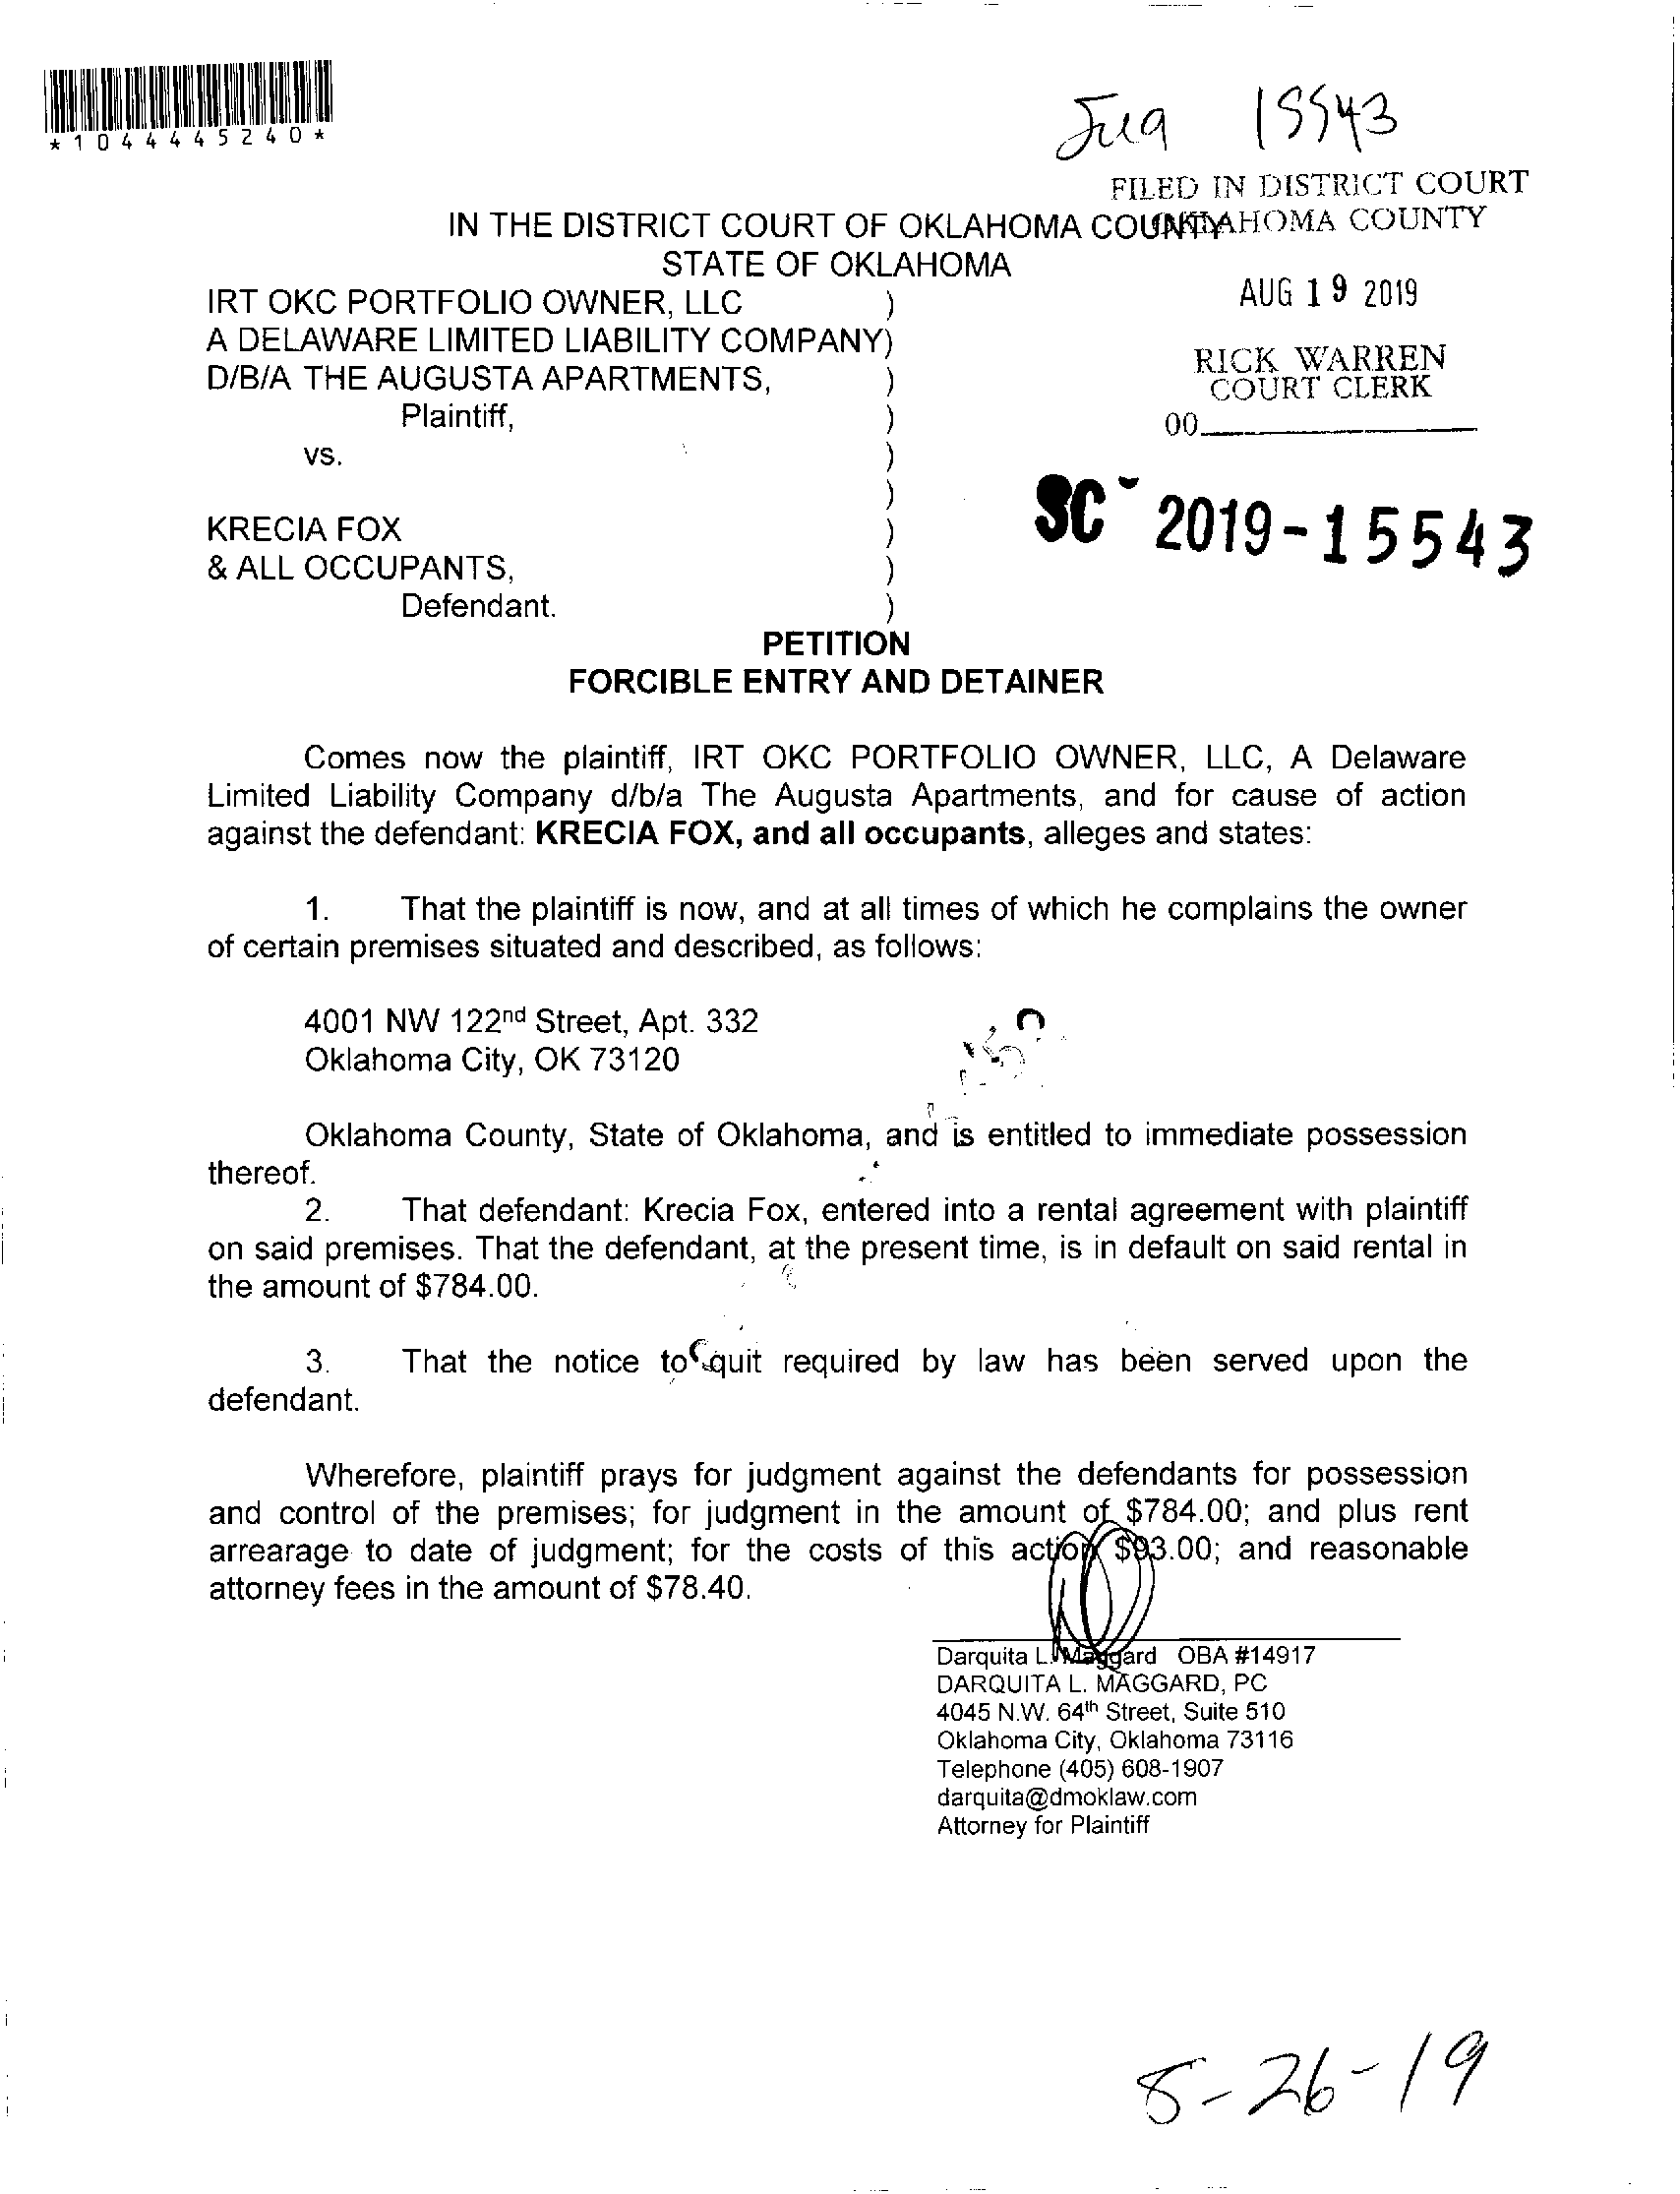 *1044445240*
15543
FILED IN DISTRICT COURT
IN THE DISTRICT COURT OF OKLAHOMA COUNTY
OKLAHOMA COUNTY
STATE OF OKLAHOMA
AUG 19 2019
IRT OKC PORTFOLIO OWNER, LLC )
A DELAWARE LIMITED LIABILITY COMPANY)
RICK WARREN
D/B/A THE AUGUSTA APARTMENTS, )
COURT CLERK
Plaintiff, )
00
vs. )
)
SC- 2019-15543
KRECIA FOX )
& ALL OCCUPANTS, )
Defendant. )
PETITION
FORCIBLE ENTRY AND DETAINER
Comes now the plaintiff, IRT OKC PORTFOLIO OWNER, LLC, A Delaware
Limited Liability Company d/b/a The Augusta Apartments, and for cause of action
against the defendant: KRECIA FOX, and all occupants, alleges and states:
1. That the plaintiff is now, and at all times of which he complains the owner
of certain premises situated and described, as follows:
4001 NW 122nd Street, Apt. 332
Oklahoma City, OK 73120
Oklahoma County, State of Oklahoma, and is entitled to immediate possession
thereof.
2. That defendant: Krecia Fox, entered into a rental agreement with plaintiff
on said premises. That the defendant, at the present time, is in default on said rental in
the amount of $784.00.
3. That the notice to quit required by law has been served upon the
defendant.
Wherefore, plaintiff prays for judgment against the defendants for possession
and control of the premises; for judgment in the amount of $784.00; and plus rent
arrearage to date of judgment; for the costs of this action $93.00; and reasonable
attorney fees in the amount of $78.40.
Darquita L. Maggard OBA #14917
DARQUITA L. MAGGARD, PC
4045 N.W. 64th Street, Suite 510
Oklahoma City, Oklahoma 73116
Telephone (405) 608-1907
darquita@dmoklaw.com
Attorney for Plaintiff
8-26-19